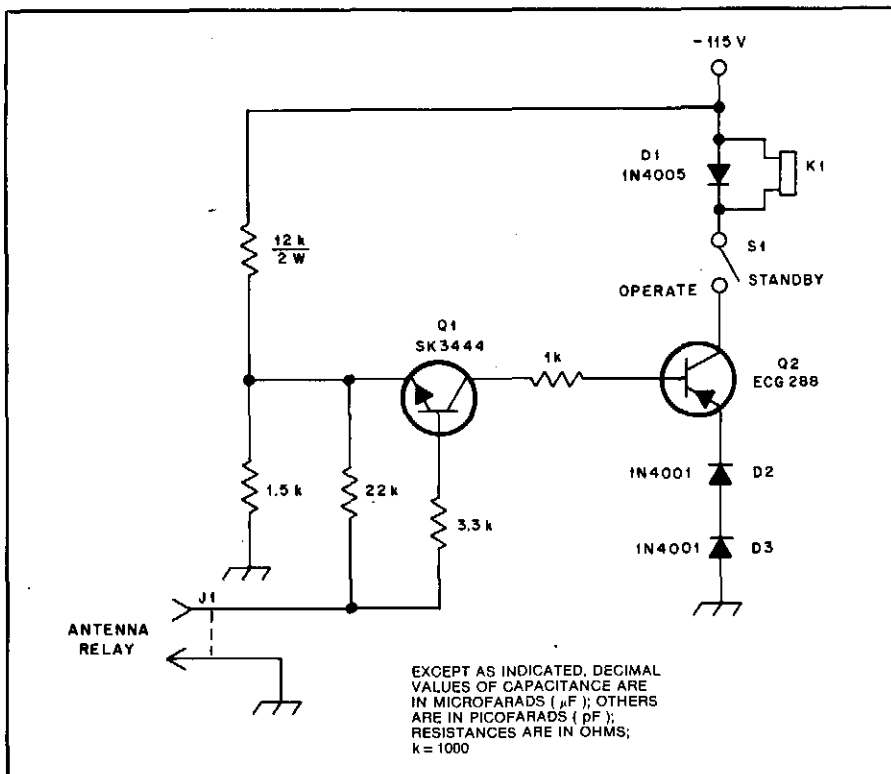 -115 V
D1
1N4005
K1
12 k
2 W
S1
STANDBY
OPERATE
Q1
SK3444
1k
Q2
ECG 288
1.5 k
22 k
3.3 k
1N4001
D2
1N4001
D3
J1
ANTENNA
RELAY
EXCEPT AS INDICATED, DECIMAL
VALUES OF CAPACITANCE ARE
IN MICROFARADS ( µF ); OTHERS
ARE IN PICOFARADS ( pF );
RESISTANCES ARE IN OHMS;
k = 1000